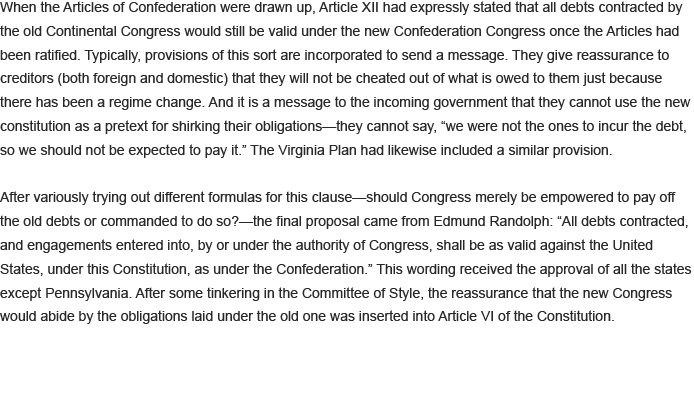 When the Articles of Confederation were drawn up, Article XII had expressly stated that all debts contracted by
the old Continental Congress would still be valid under the new Confederation Congress once the Articles had
been ratified. Typically, provisions of this sort are incorporated to send a message. They give reassurance to
creditors (both foreign and domestic) that they will not be cheated out of what is owed to them just because
there has been a regime change. And it is a message to the incoming government that they cannot use the new
constitution as a pretext for shirking their obligations—they cannot say, “we were not the ones to incur the debt,
so we should not be expected to pay it.” The Virginia Plan had likewise included a similar provision.
After variously trying out different formulas for this clause—should Congress merely be empowered to pay off
the old debts or commanded to do so?—the final proposal came from Edmund Randolph: “All debts contracted,
and engagements entered into, by or under the authority of Congress, shall be as valid against the United
States, under this Constitution, as under the Confederation.” This wording received the approval of all the states
except Pennsylvania. After some tinkering in the Committee of Style, the reassurance that the new Congress
would abide by the obligations laid under the old one was inserted into Article VI of the Constitution.